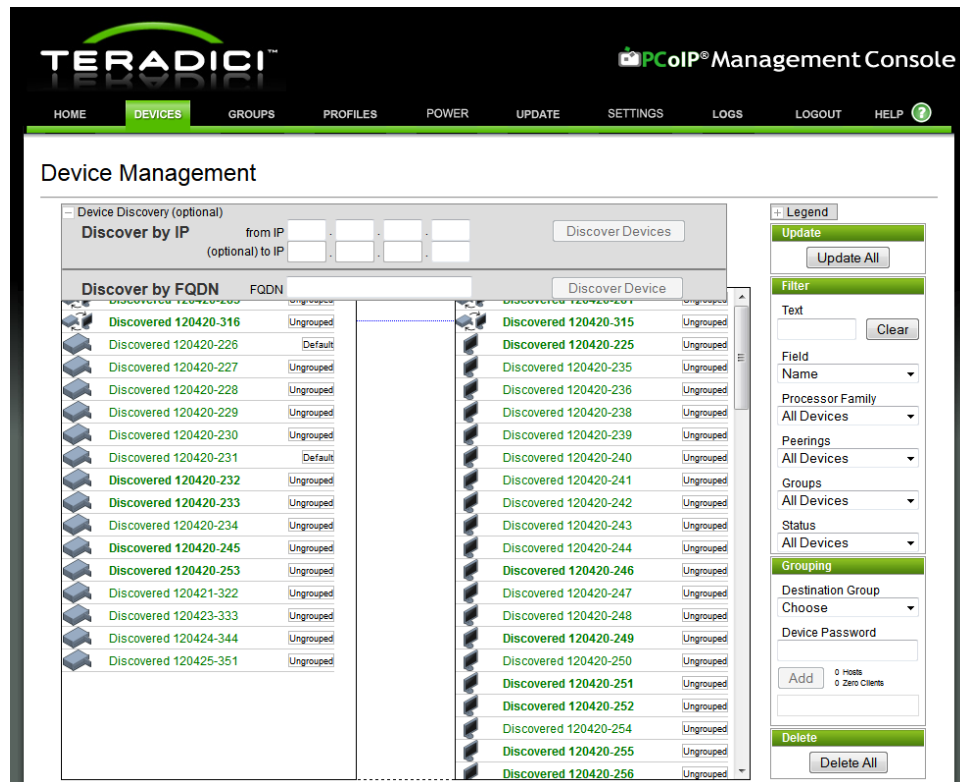 TERADICI™
PCoIP® Management Console
HOME DEVICES GROUPS PROFILES POWER UPDATE SETTINGS LOGS LOGOUT HELP ?
Device Management
Device Discovery (optional)
Discover by IP from IP . . . Discover Devices
(optional) to IP . . .
Discover by FQDN FQDN Discover Device
Discovered 120420-316 Ungrouped
Discovered 120420-226 Default
Discovered 120420-227 Ungrouped
Discovered 120420-228 Ungrouped
Discovered 120420-229 Ungrouped
Discovered 120420-230 Ungrouped
Discovered 120420-231 Default
Discovered 120420-232 Ungrouped
Discovered 120420-233 Ungrouped
Discovered 120420-234 Ungrouped
Discovered 120420-245 Ungrouped
Discovered 120420-253 Ungrouped
Discovered 120421-322 Ungrouped
Discovered 120423-333 Ungrouped
Discovered 120424-344 Ungrouped
Discovered 120425-351 Ungrouped
Discovered 120420-315 Ungrouped
Discovered 120420-225 Ungrouped
Discovered 120420-235 Ungrouped
Discovered 120420-236 Ungrouped
Discovered 120420-238 Ungrouped
Discovered 120420-239 Ungrouped
Discovered 120420-240 Ungrouped
Discovered 120420-241 Ungrouped
Discovered 120420-242 Ungrouped
Discovered 120420-243 Ungrouped
Discovered 120420-244 Ungrouped
Discovered 120420-246 Ungrouped
Discovered 120420-247 Ungrouped
Discovered 120420-248 Ungrouped
Discovered 120420-249 Ungrouped
Discovered 120420-250 Ungrouped
Discovered 120420-251 Ungrouped
Discovered 120420-252 Ungrouped
Discovered 120420-254 Ungrouped
Discovered 120420-255 Ungrouped
Discovered 120420-256 Ungrouped
Legend
Update
Update All
Filter
Text
Clear
Field
Name
Processor Family
All Devices
Peerings
All Devices
Groups
All Devices
Status
All Devices
Grouping
Destination Group
Choose
Device Password
Add
0 Hosts
0 Zero Clients
Delete
Delete All